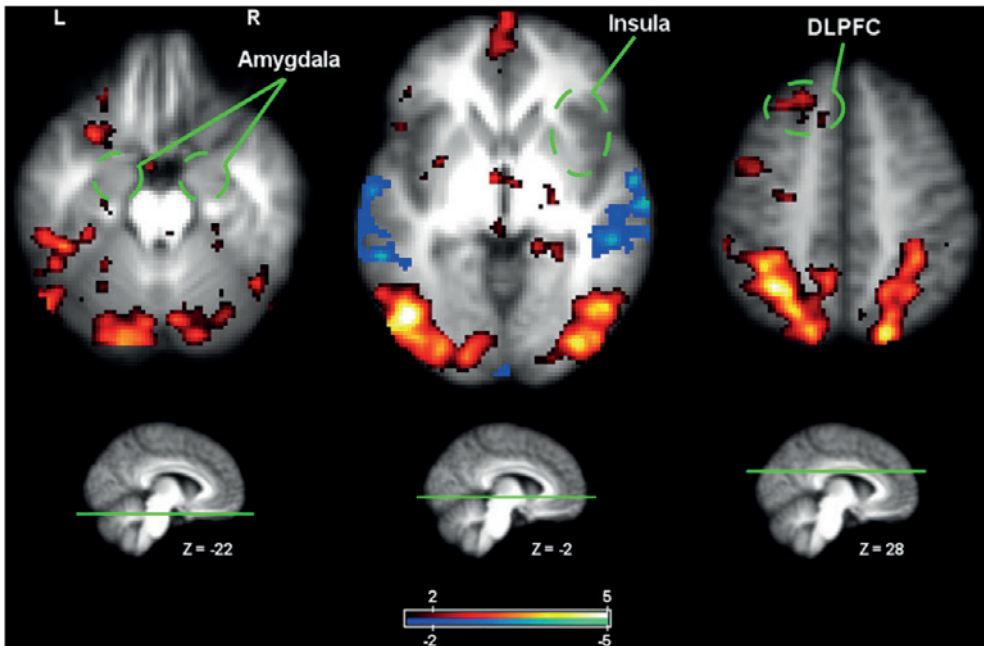 L
R
Amygdala
Insula
DLPFC
Z = -22
Z = -2
Z = 28
2
5
-2
-5